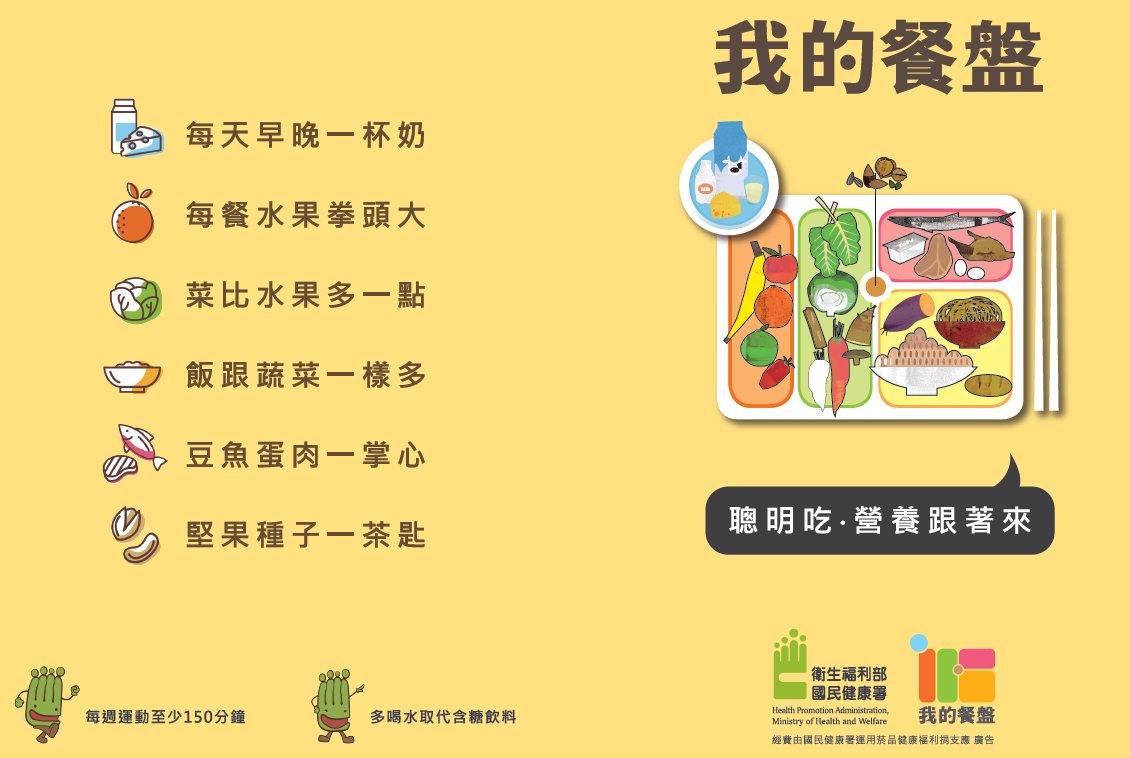 我的餐盤
每天早晚一杯奶
每餐水果拳頭大
菜比水果多一點
飯跟蔬菜一樣多
豆魚蛋肉一掌心
堅果種子一茶匙
Tofu
聰明吃·營養跟著來
每週運動至少150分鐘
多喝水取代含糖飲料
衛生福利部
國民健康署
Health Promotion Administration,
Ministry of Health and Welfare
我的餐盤
經費由國民健康署運用菸品健康福利捐支應 廣告